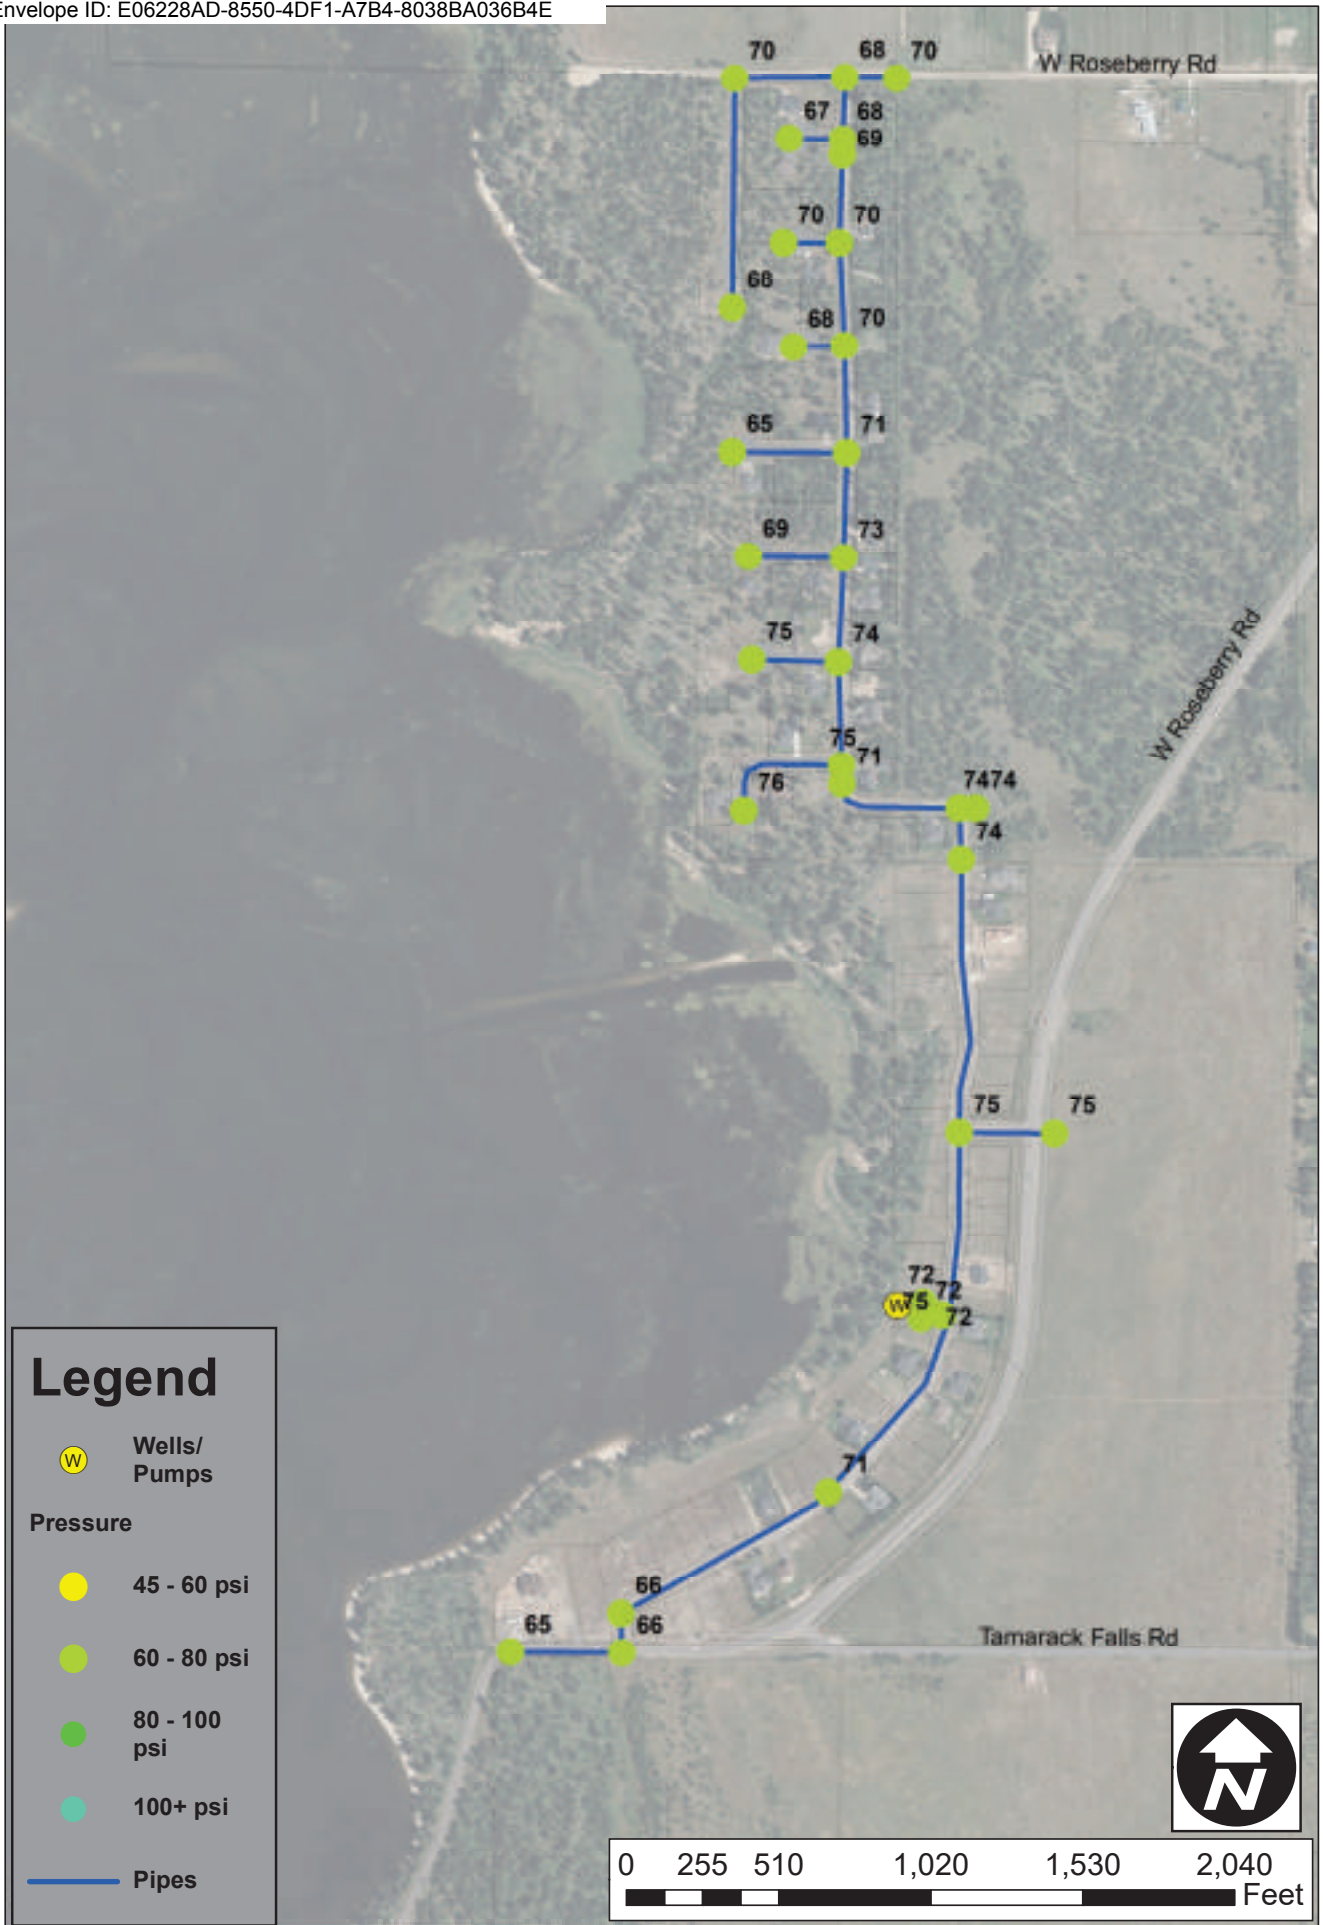 Envelope ID: E06228AD-8550-4DF1-A7B4-8038BA036B4E
70 68 70
W Roseberry Rd
67 68
69
70 70
68
68 70
65 71
69 73
75 74
W Roseberry Rd
75
71
76
7474
74
75 75
72
72
W 75
72
71
66
65 66
Tamarack Falls Rd
Legend
W Wells/
Pumps
Pressure
45 - 60 psi
60 - 80 psi
80 - 100
psi
100+ psi
Pipes
N
0 255 510 1,020 1,530 2,040
Feet